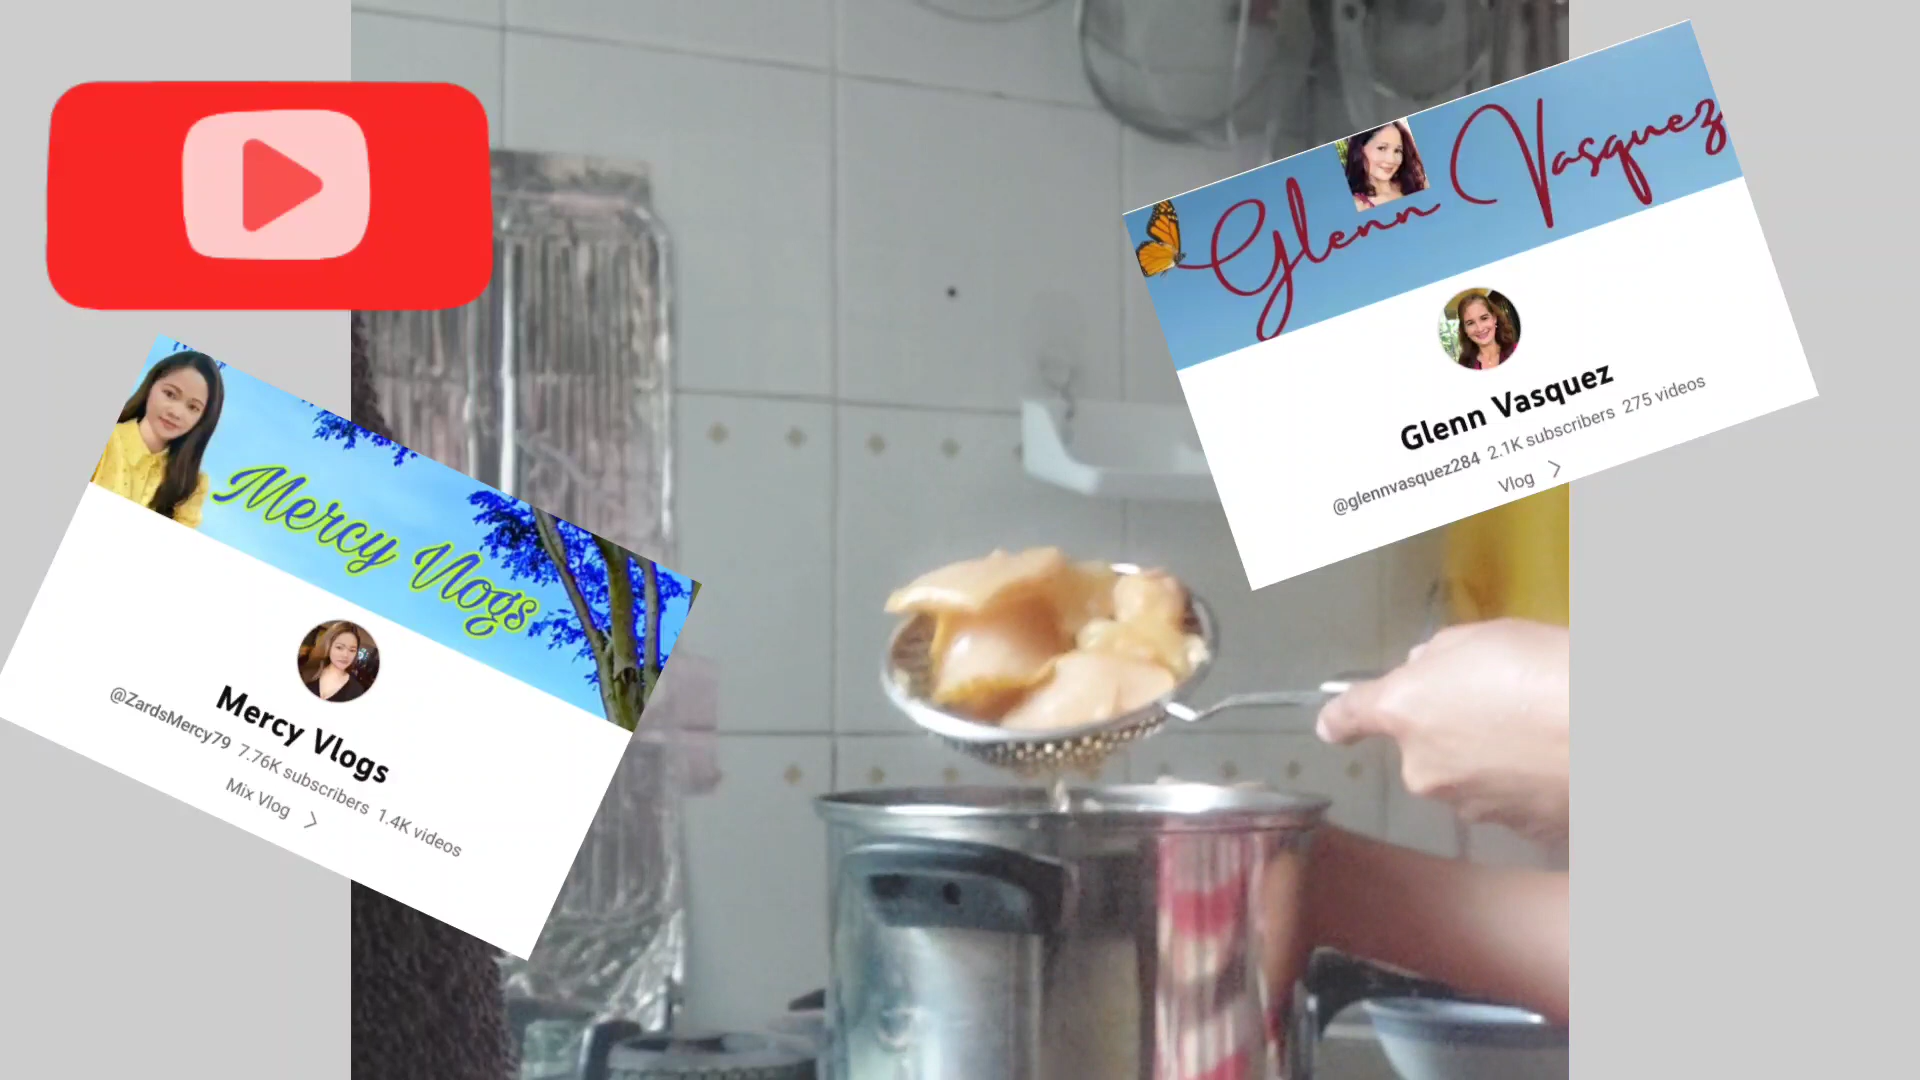 Glenn Vasquez
Glenn Vasquez
@glennvasquez284 2.1K subscribers 275 videos
Vlog >
Mercy Vlogs
Mercy Vlogs
@ZardsMercy79 7.76K subscribers 1.4K videos
Mix Vlog >